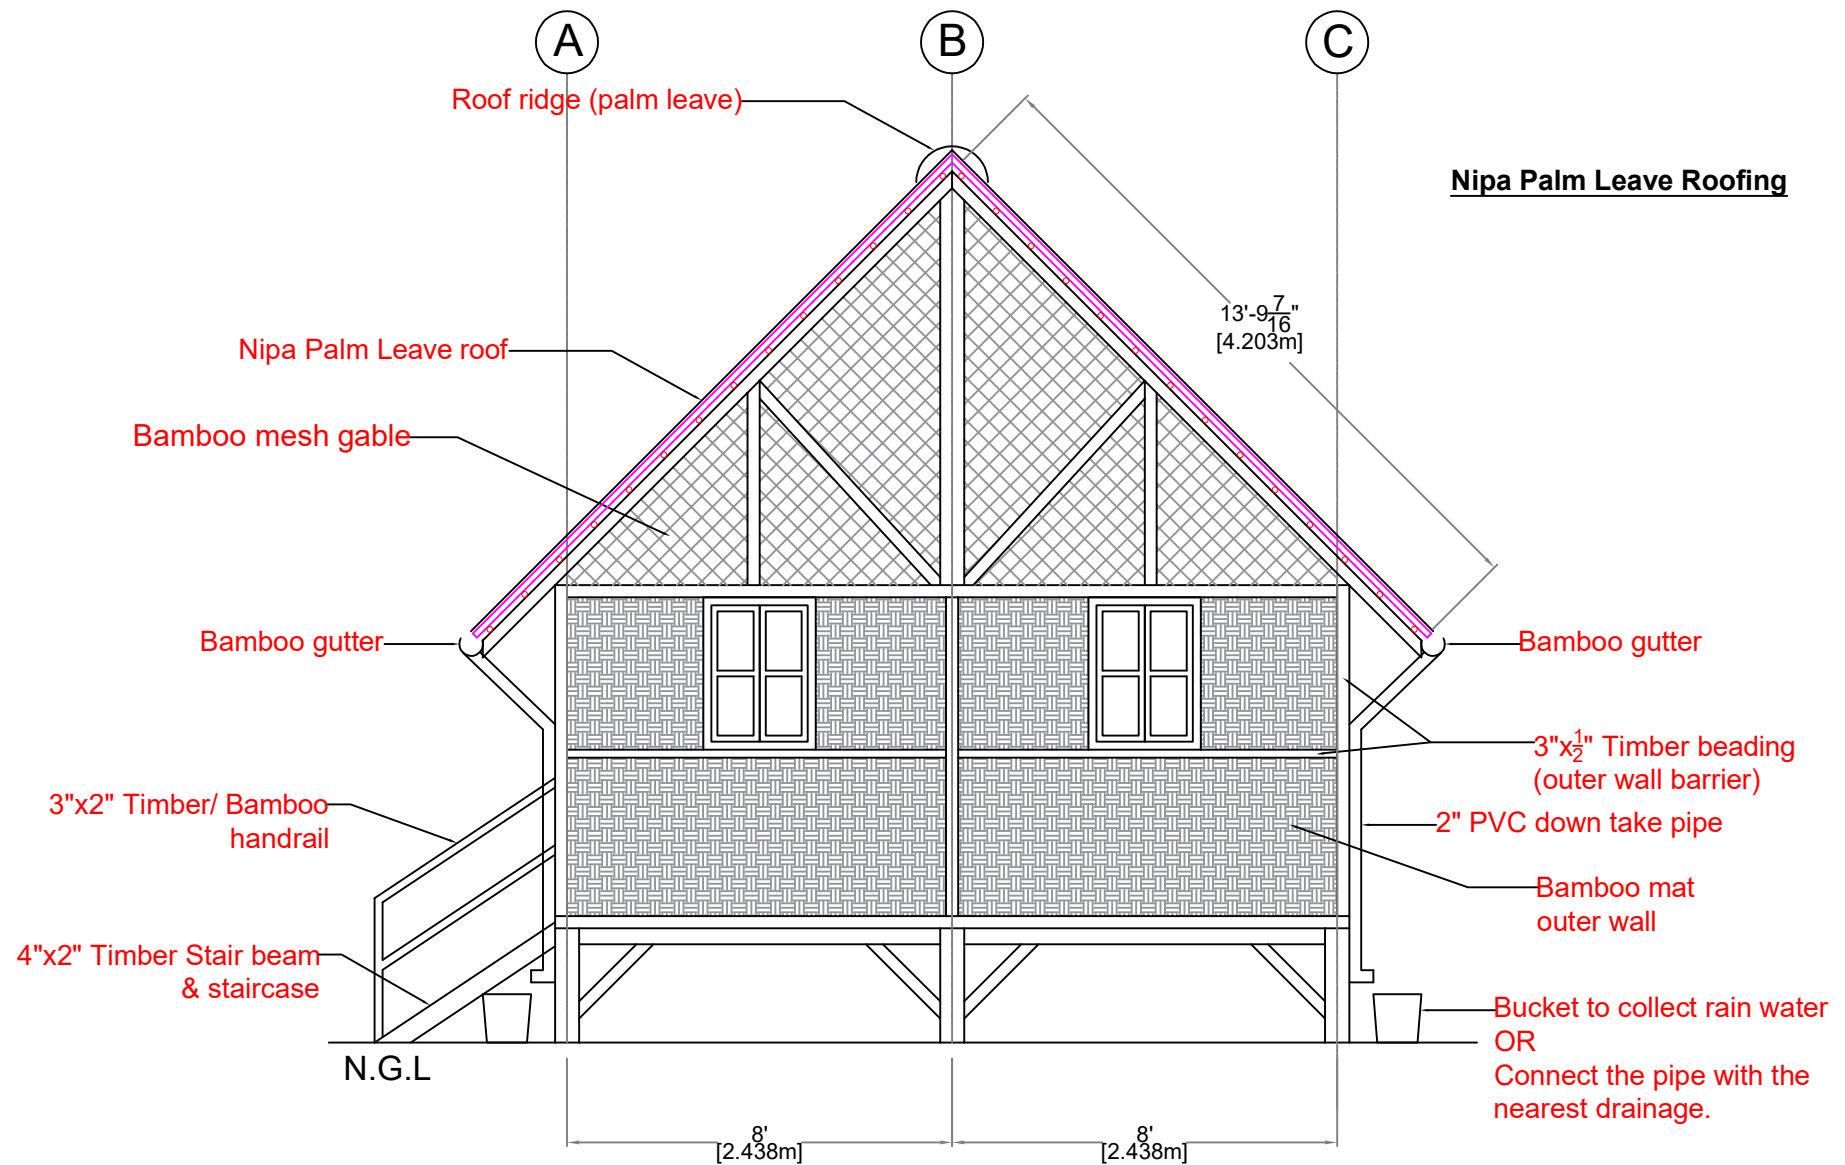 A
B
C
Roof ridge (palm leave)
Nipa Palm Leave Roofing
13'-9 7/16"
[4.203m]
Nipa Palm Leave roof
Bamboo mesh gable
Bamboo gutter
Bamboo gutter
3"x1/2" Timber beading
(outer wall barrier)
3"x2" Timber/ Bamboo
handrail
2" PVC down take pipe
Bamboo mat
outer wall
4"x2" Timber Stair beam
& staircase
Bucket to collect rain water
OR
Connect the pipe with the
nearest drainage.
N.G.L
8'
[2.438m]
8'
[2.438m]